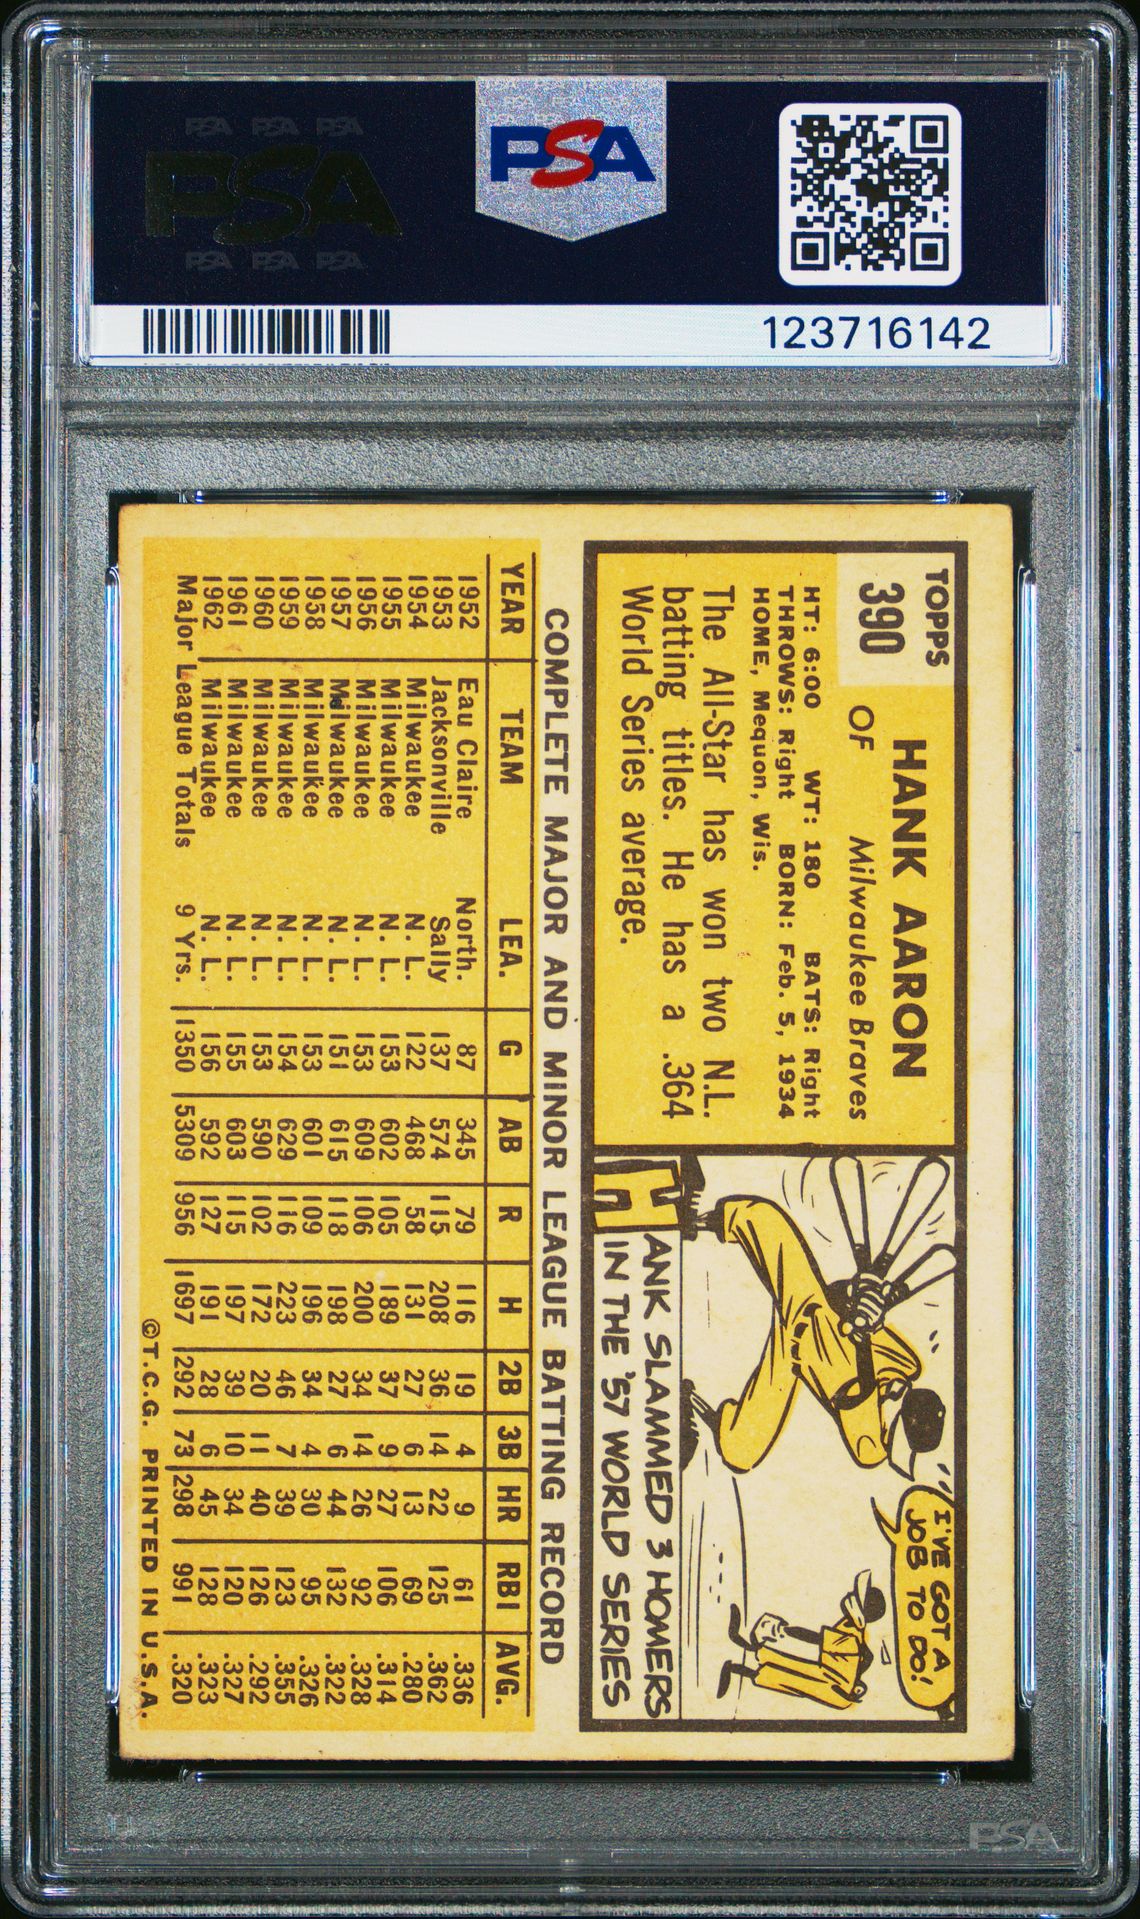 PSA PSA PSA
PSA
PSA PSA PSA
PSA
123716142
TOPPS
390
HANK AARON
OF Milwaukee Braves
HT: 6:00 WT: 180 BATS: Right
THROWS: Right BORN: Feb. 5, 1934
HOME, Mequon, Wis.
The All-Star has won two N.L.
batting titles. He has a .364
World Series average.
I'VE GOT A
JOB TO DO!
HANK SLAMMED 3 HOMERS
IN THE '57 WORLD SERIES
COMPLETE MAJOR AND MINOR LEAGUE BATTING RECORD
YEAR TEAM LEA. G AB R H 2B 3B HR RBI AVG.
1952 Eau Claire North. 87 345 79 116 19 4 9 61 .336
1953 Jacksonville Sally 137 574 115 208 36 14 22 125 .362
1954 Milwaukee N. L. 122 468 58 131 27 6 13 69 .280
1955 Milwaukee N. L. 153 602 105 189 37 9 27 106 .314
1956 Milwaukee N. L. 153 609 106 200 34 14 26 92 .328
1957 Milwaukee N. L. 151 615 118 198 27 6 44 132 .322
1958 Milwaukee N. L. 153 601 109 196 34 4 30 95 .326
1959 Milwaukee N. L. 154 629 116 223 46 7 39 123 .355
1960 Milwaukee N. L. 153 590 102 172 20 11 40 126 .292
1961 Milwaukee N. L. 155 603 115 197 39 10 34 120 .327
1962 Milwaukee N. L. 156 592 127 191 28 6 45 128 .323
Major League Totals 9 Yrs. 1350 5309 956 1697 292 73 298 991 .320
©T.C.G. PRINTED IN U.S.A.
PSA